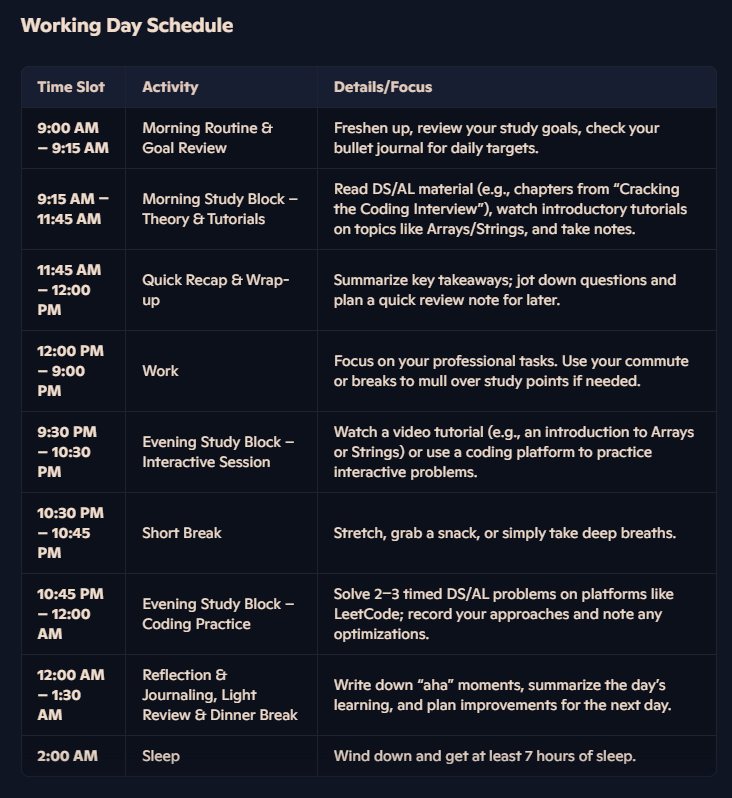 Working Day Schedule
Time Slot Activity Details/Focus
9:00 AM
– 9:15 AM
Morning Routine &
Goal Review
Freshen up, review your study goals, check your
bullet journal for daily targets.
9:15 AM –
11:45 AM
Morning Study Block –
Theory & Tutorials
Read DS/AL material (e.g., chapters from “Cracking
the Coding Interview”), watch introductory tutorials
on topics like Arrays/Strings, and take notes.
11:45 AM
– 12:00
PM
Quick Recap & Wrap-
up
Summarize key takeaways; jot down questions and
plan a quick review note for later.
12:00 PM
– 9:00
PM
Work
Focus on your professional tasks. Use your commute
or breaks to mull over study points if needed.
9:30 PM
– 10:30
PM
Evening Study Block –
Interactive Session
Watch a video tutorial (e.g., an introduction to Arrays
or Strings) or use a coding platform to practice
interactive problems.
10:30 PM
– 10:45
PM
Short Break
Stretch, grab a snack, or simply take deep breaths.
10:45 PM
– 12:00
AM
Evening Study Block –
Coding Practice
Solve 2–3 timed DS/AL problems on platforms like
LeetCode; record your approaches and note any
optimizations.
12:00 AM
– 1:30
AM
Reflection &
Journaling, Light
Review & Dinner Break
Write down “aha” moments, summarize the day’s
learning, and plan improvements for the next day.
2:00 AM
Sleep
Wind down and get at least 7 hours of sleep.